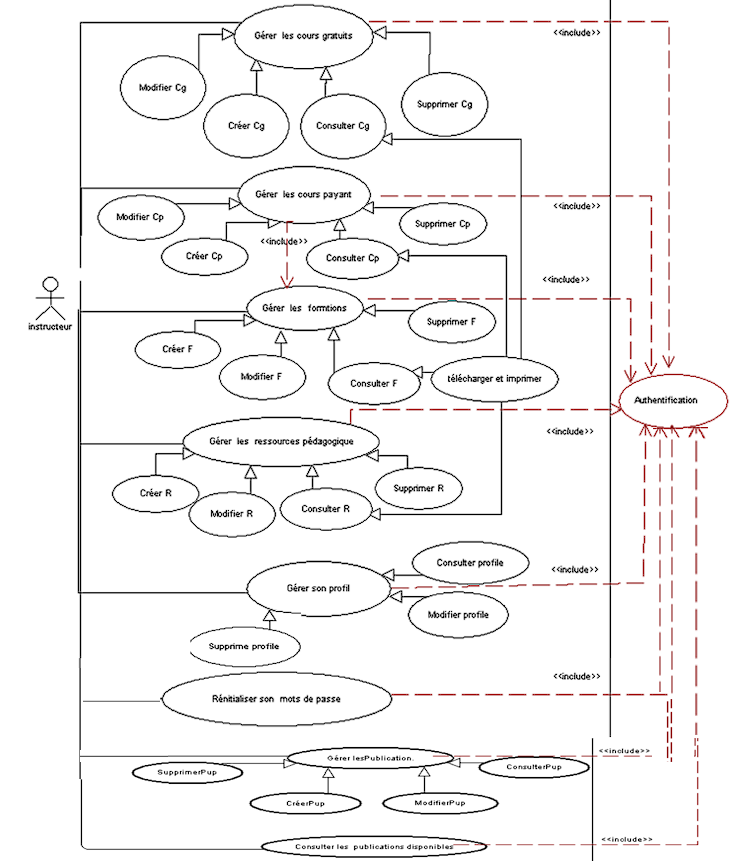 Gérer les cours gratuits
<<include>>
Modifier Cg
Créer Cg
Consulter Cg
Supprimer Cg
Gérer les cours payant
<<include>>
Modifier Cp
Supprimer Cp
<<include>>
Créer Cp
Consulter Cp
<<include>>
instructeur
Gérer les formtions
Supprimer F
Créer F
Modifier F
Consulter F
télécharger et imprimer
Authentification
<<include>>
Gérer les ressources pédagogique
Créer R
Modifier R
Consulter R
Supprimer R
Consulter profile
<<include>>
Gérer son profil
Modifier profile
Supprime profile
<<include>>
Rénitialiser son mots de passe
<<include>>
Gérer lesPublication.
SupprimerPup
ConsulterPup
CréerPup
ModifierPup
<<include>>
Consulter les publications disponibles